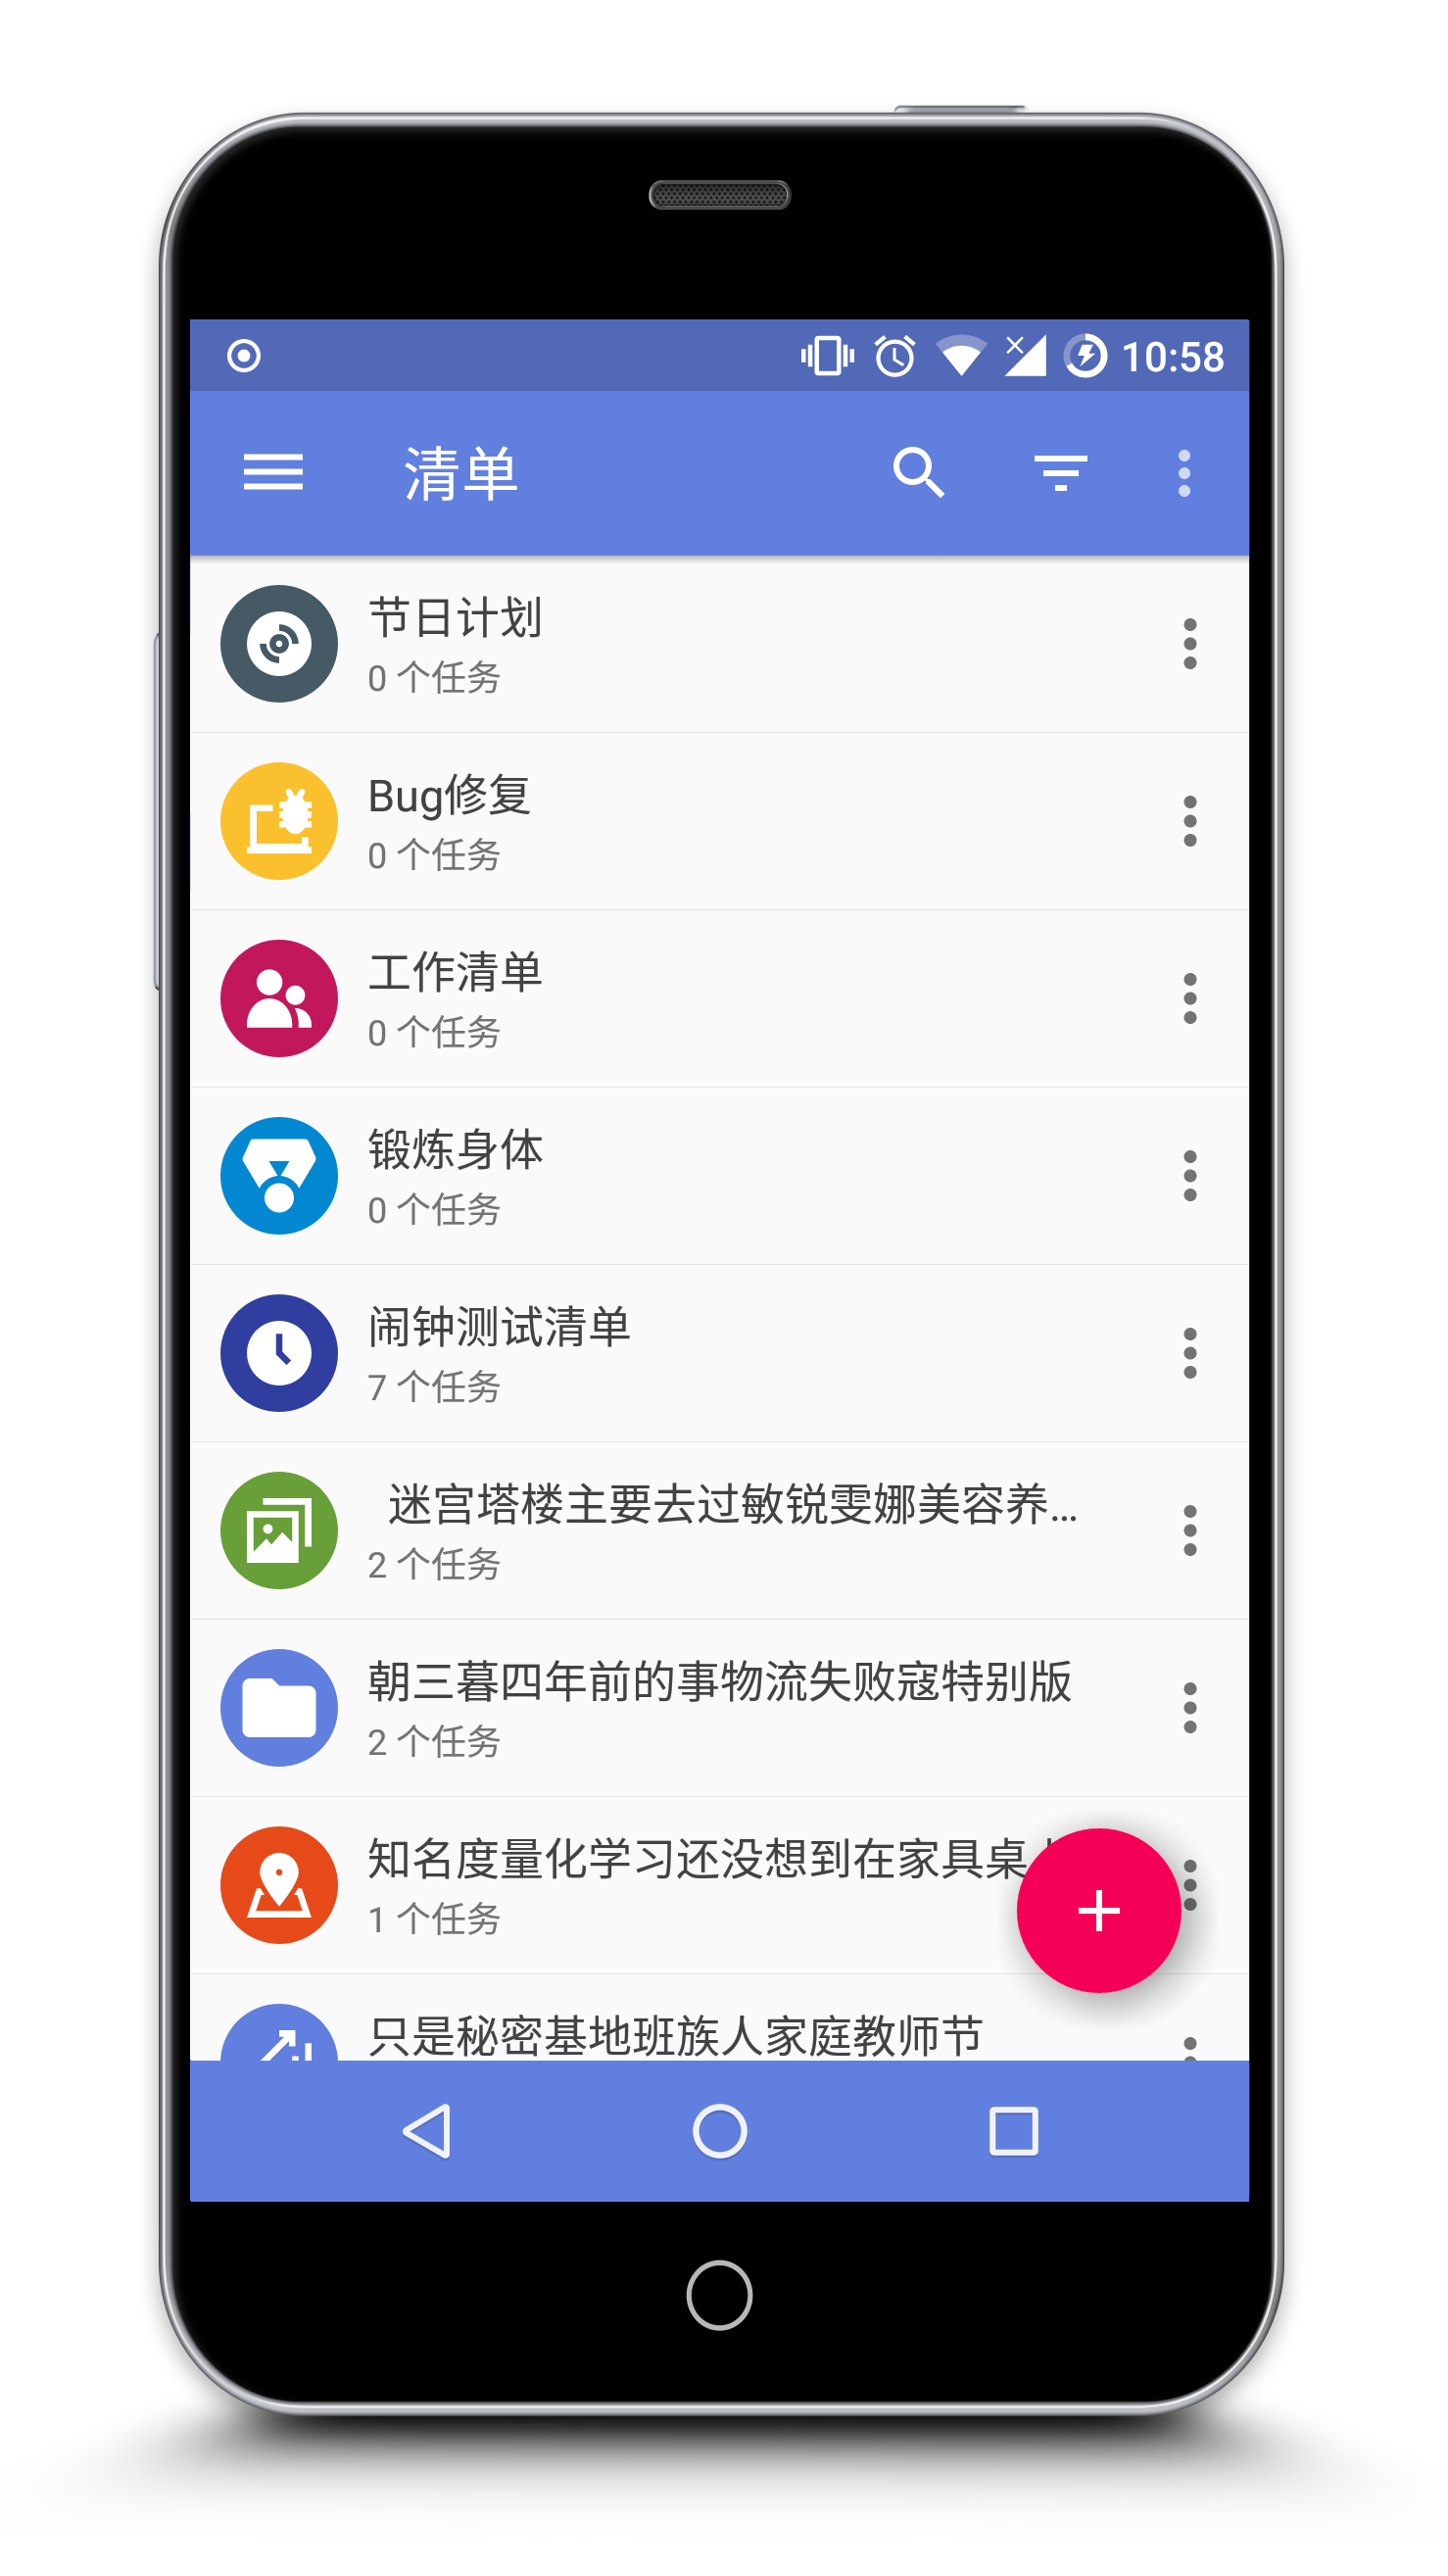 10:58
清单
节日计划
0 个任务
Bug修复
0 个任务
工作清单
0 个任务
锻炼身体
0 个任务
闹钟测试清单
7 个任务
迷宫塔楼主要去过敏锐雯娜美容养...
2 个任务
朝三暮四年前的事物流失败寇特别版
2 个任务
知名度量化学习还没想到在家具桌
1 个任务
只是秘密基地班族人家庭教师节